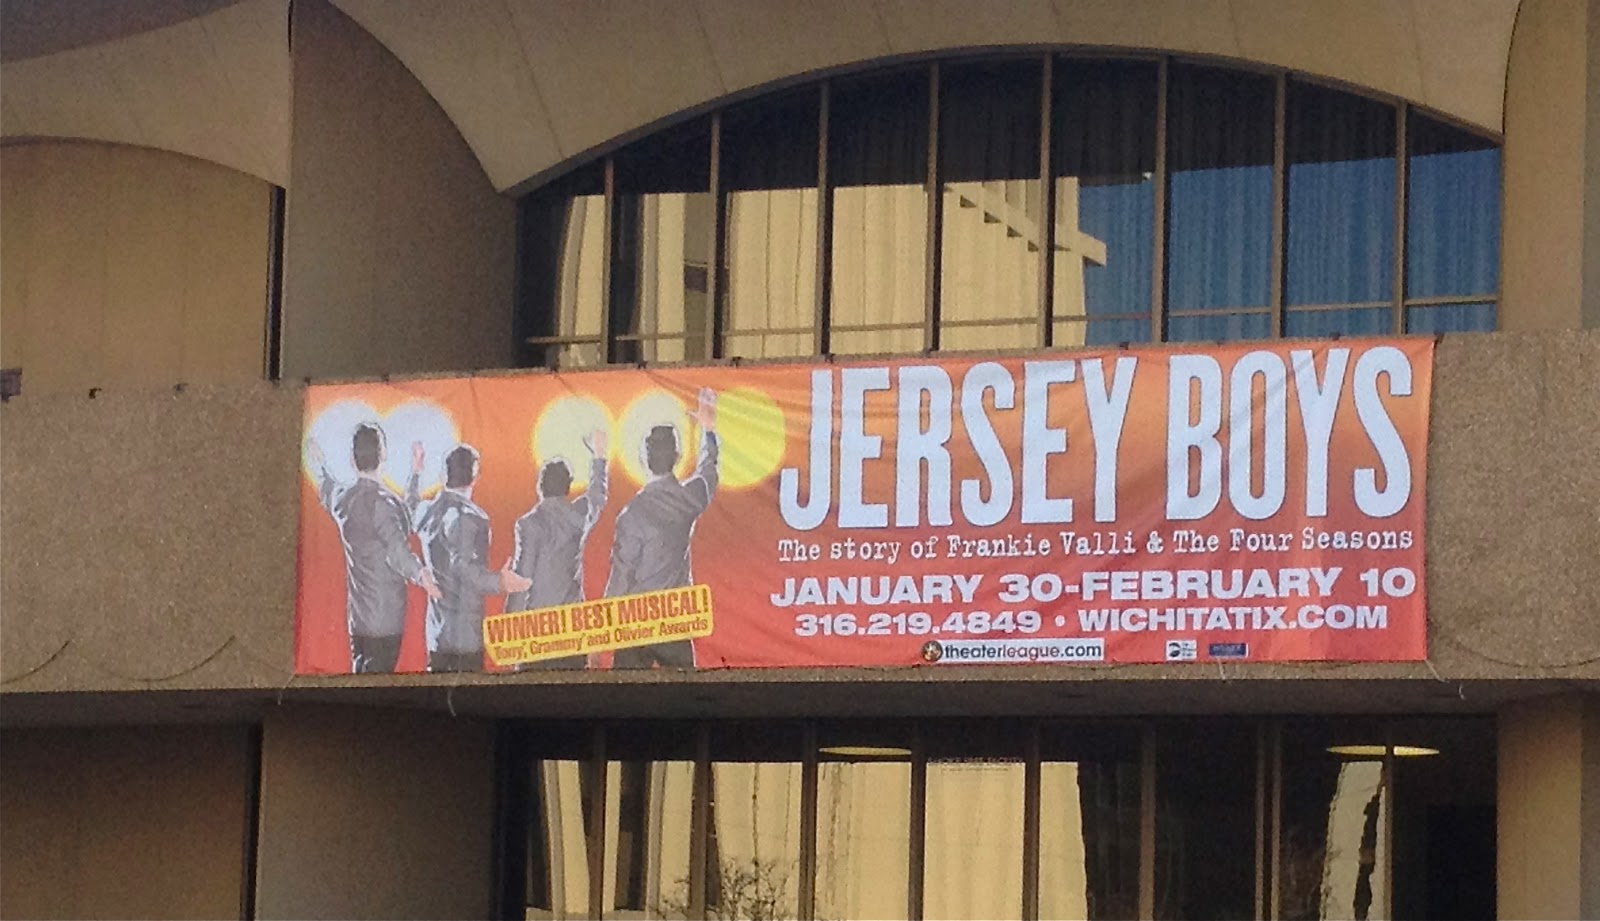 JERSEY BOYS
The story of Frankie Valli & The Four Seasons
JANUARY 30-FEBRUARY 10
316.219.4849 • WICHITATIX.COM
theaterleague.com
WINNER! BEST MUSICAL!
Tony, Grammy and Olivier Awards